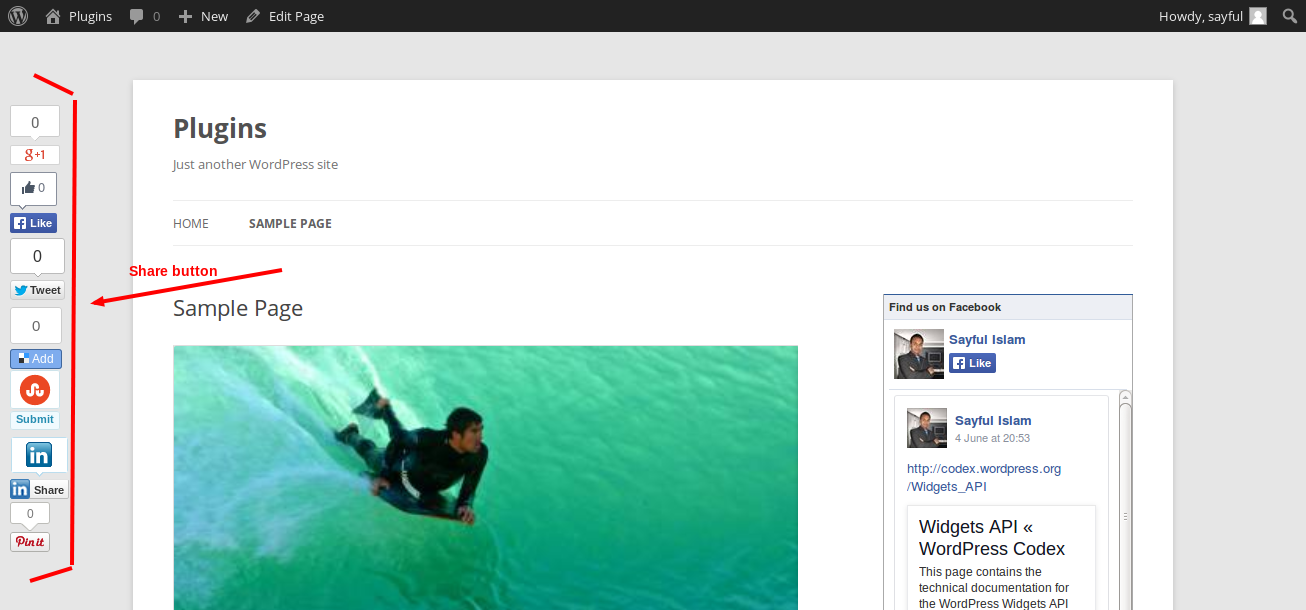 Plugins 0 New Edit Page Howdy, sayful
0
g+1
0
Like
0
Tweet
0
Add
Submit
in
in Share
0
Pinit
Share button
Plugins
Just another WordPress site
HOME SAMPLE PAGE
Sample Page
Find us on Facebook
Sayful Islam
Like
Sayful Islam
4 June at 20:53
http://codex.wordpress.org
/Widgets_API
Widgets API «
WordPress Codex
This page contains the
technical documentation for
the WordPress Widgets API